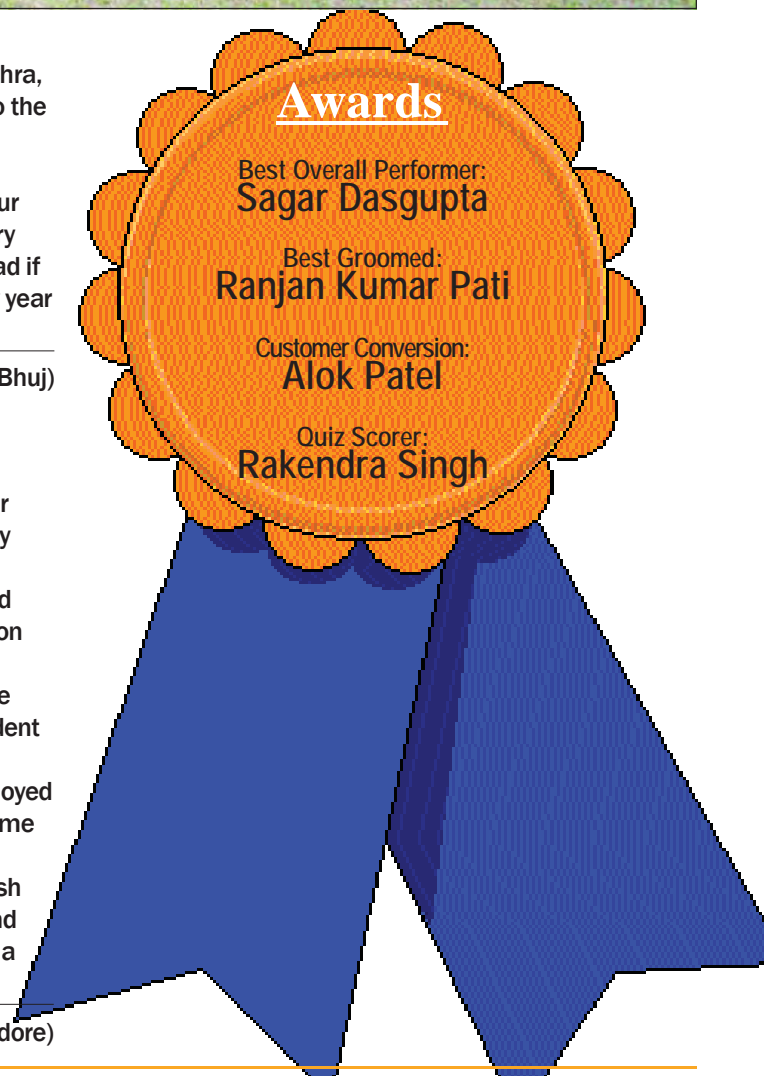 hra,
o the
ur
ry
ad if
year
Bhuj)
r
y
d
on
e
dent
oyed
me
sh
nd
a
dore)
Awards
Best Overall Performer:
Sagar Dasgupta
Best Groomed:
Ranjan Kumar Pati
Customer Conversion:
Alok Patel
Quiz Scorer:
Rakendra Singh